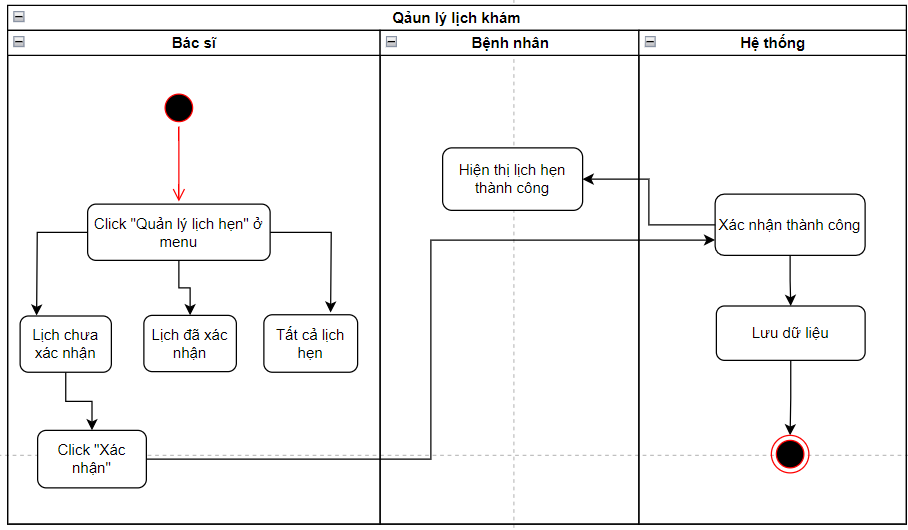 Qảun lý lịch khám
Bác sĩ
Bệnh nhân
Hệ thống
Click "Quản lý lịch hẹn" ở
menu
Lịch chưa
xác nhận
Lịch đã xác
nhận
Tất cả lịch
hẹn
Click "Xác
nhận"
Hiện thị lịch hẹn
thành công
Xác nhận thành công
Lưu dữ liệu